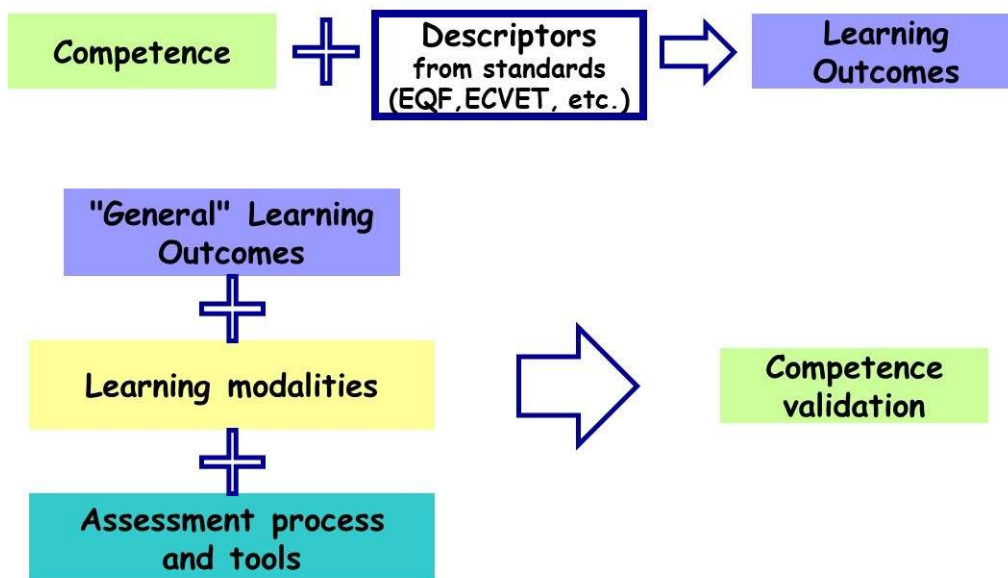 Competence
Descriptors
from standards
(EQF,ECVET, etc.)
Learning
Outcomes
"General" Learning
Outcomes
Learning modalities
Assessment process
and tools
Competence
validation